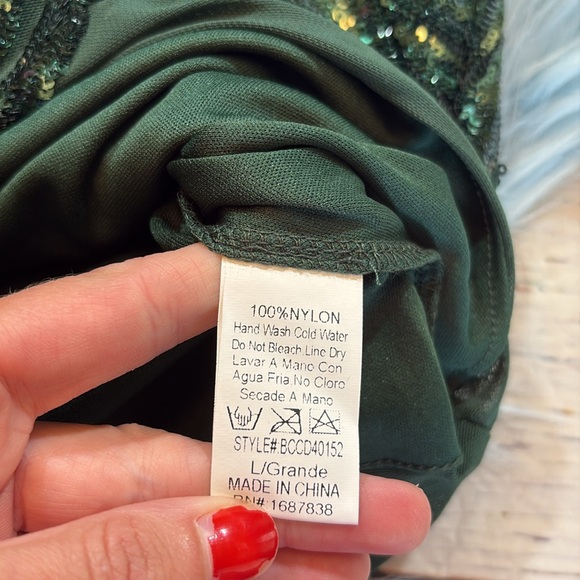 100%NYLON
Hand Wash Cold Water
Do Not Bleach Line Dry
Lavar A Mano Con
Agua Fria,No Cloro
Secade A Mano
STYLE#:BCCD40152
L/Grande
MADE IN CHINA
RN#:1687838